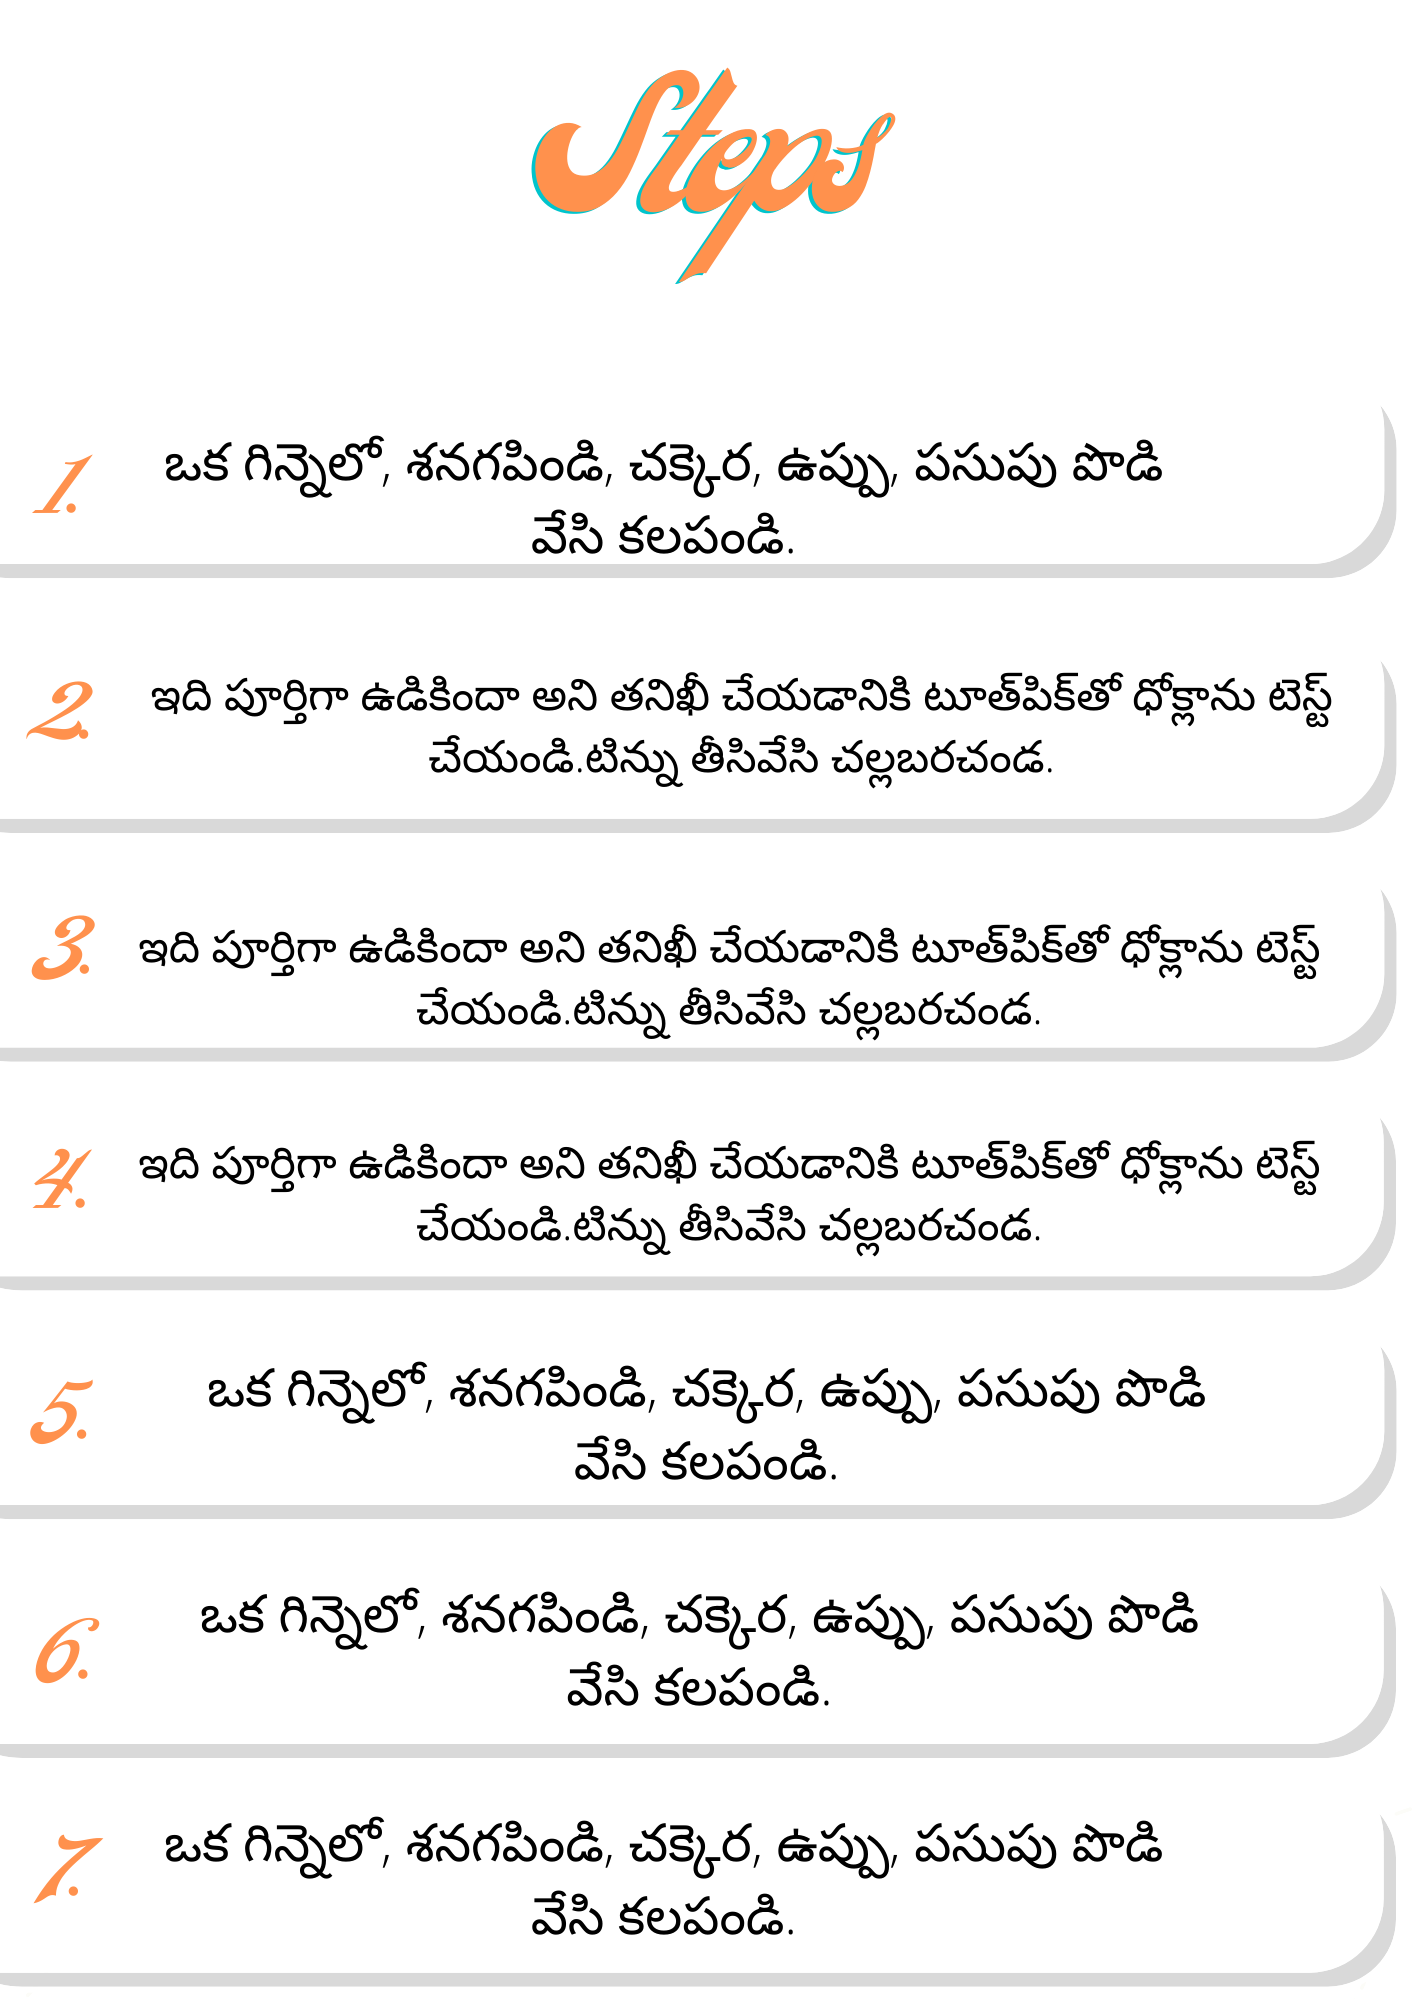 Steps
1. ఒక గిన్నెలో, శనగపిండి, చక్కెర, ఉప్పు, పసుపు పొడి
వేసి కలపండి.
2. ఇది పూర్తిగా ఉడికిందా అని తనిఖీ చేయడానికి టూత్‌పిక్‌తో ధోక్లాను టెస్ట్
చేయండి.టిన్ను తీసివేసి చల్లబరచండ.
3. ఇది పూర్తిగా ఉడికిందా అని తనిఖీ చేయడానికి టూత్‌పిక్‌తో ధోక్లాను టెస్ట్
చేయండి.టిన్ను తీసివేసి చల్లబరచండ.
4. ఇది పూర్తిగా ఉడికిందా అని తనిఖీ చేయడానికి టూత్‌పిక్‌తో ధోక్లాను టెస్ట్
చేయండి.టిన్ను తీసివేసి చల్లబరచండ.
5. ఒక గిన్నెలో, శనగపిండి, చక్కెర, ఉప్పు, పసుపు పొడి
వేసి కలపండి.
6. ఒక గిన్నెలో, శనగపిండి, చక్కెర, ఉప్పు, పసుపు పొడి
వేసి కలపండి.
7. ఒక గిన్నెలో, శనగపిండి, చక్కెర, ఉప్పు, పసుపు పొడి
వేసి కలపండి.